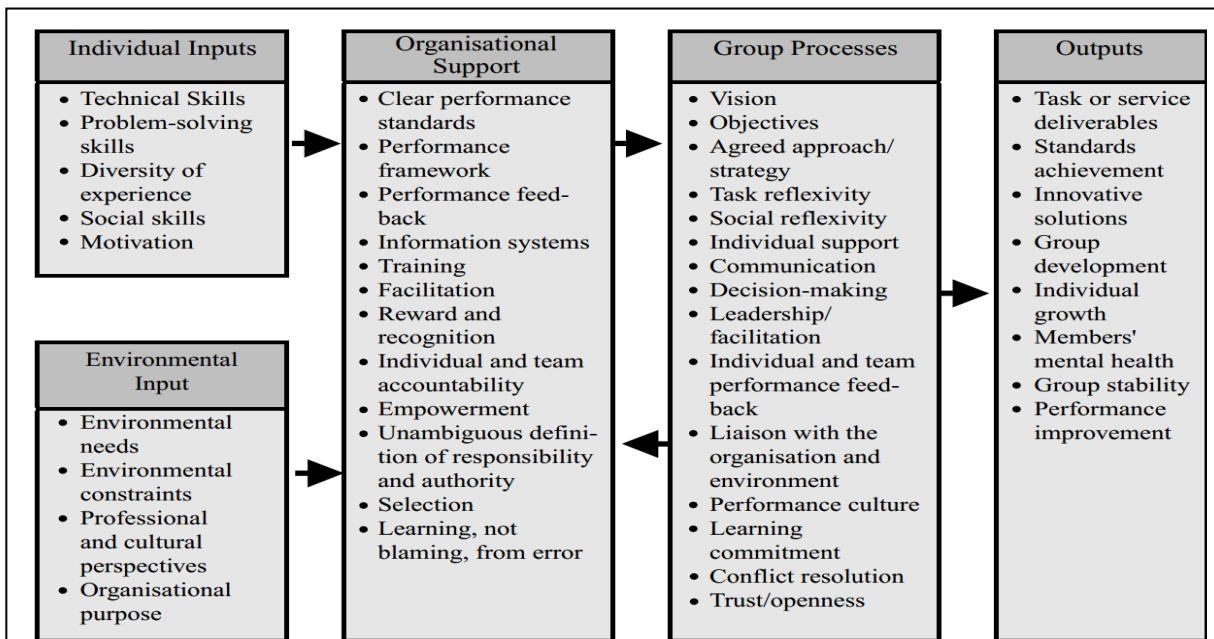 Individual Inputs
• Technical Skills
• Problem-solving
skills
• Diversity of
experience
• Social skills
• Motivation
Environmental
Input
• Environmental
needs
• Environmental
constraints
• Professional
and cultural
perspectives
• Organisational
purpose
Organisational
Support
• Clear performance
standards
• Performance
framework
• Performance feed-
back
• Information systems
• Training
• Facilitation
• Reward and
recognition
• Individual and team
accountability
• Empowerment
• Unambiguous defini-
tion of responsibility
and authority
• Selection
• Learning, not
blaming, from error
Group Processes
• Vision
• Objectives
• Agreed approach/
strategy
• Task reflexivity
• Social reflexivity
• Individual support
• Communication
• Decision-making
• Leadership/
facilitation
• Individual and team
performance feed-
back
• Liaison with the
organisation and
environment
• Performance culture
• Learning
commitment
• Conflict resolution
• Trust/openness
Outputs
• Task or service
deliverables
• Standards
achievement
• Innovative
solutions
• Group
development
• Individual
growth
• Members'
mental health
• Group stability
• Performance
improvement